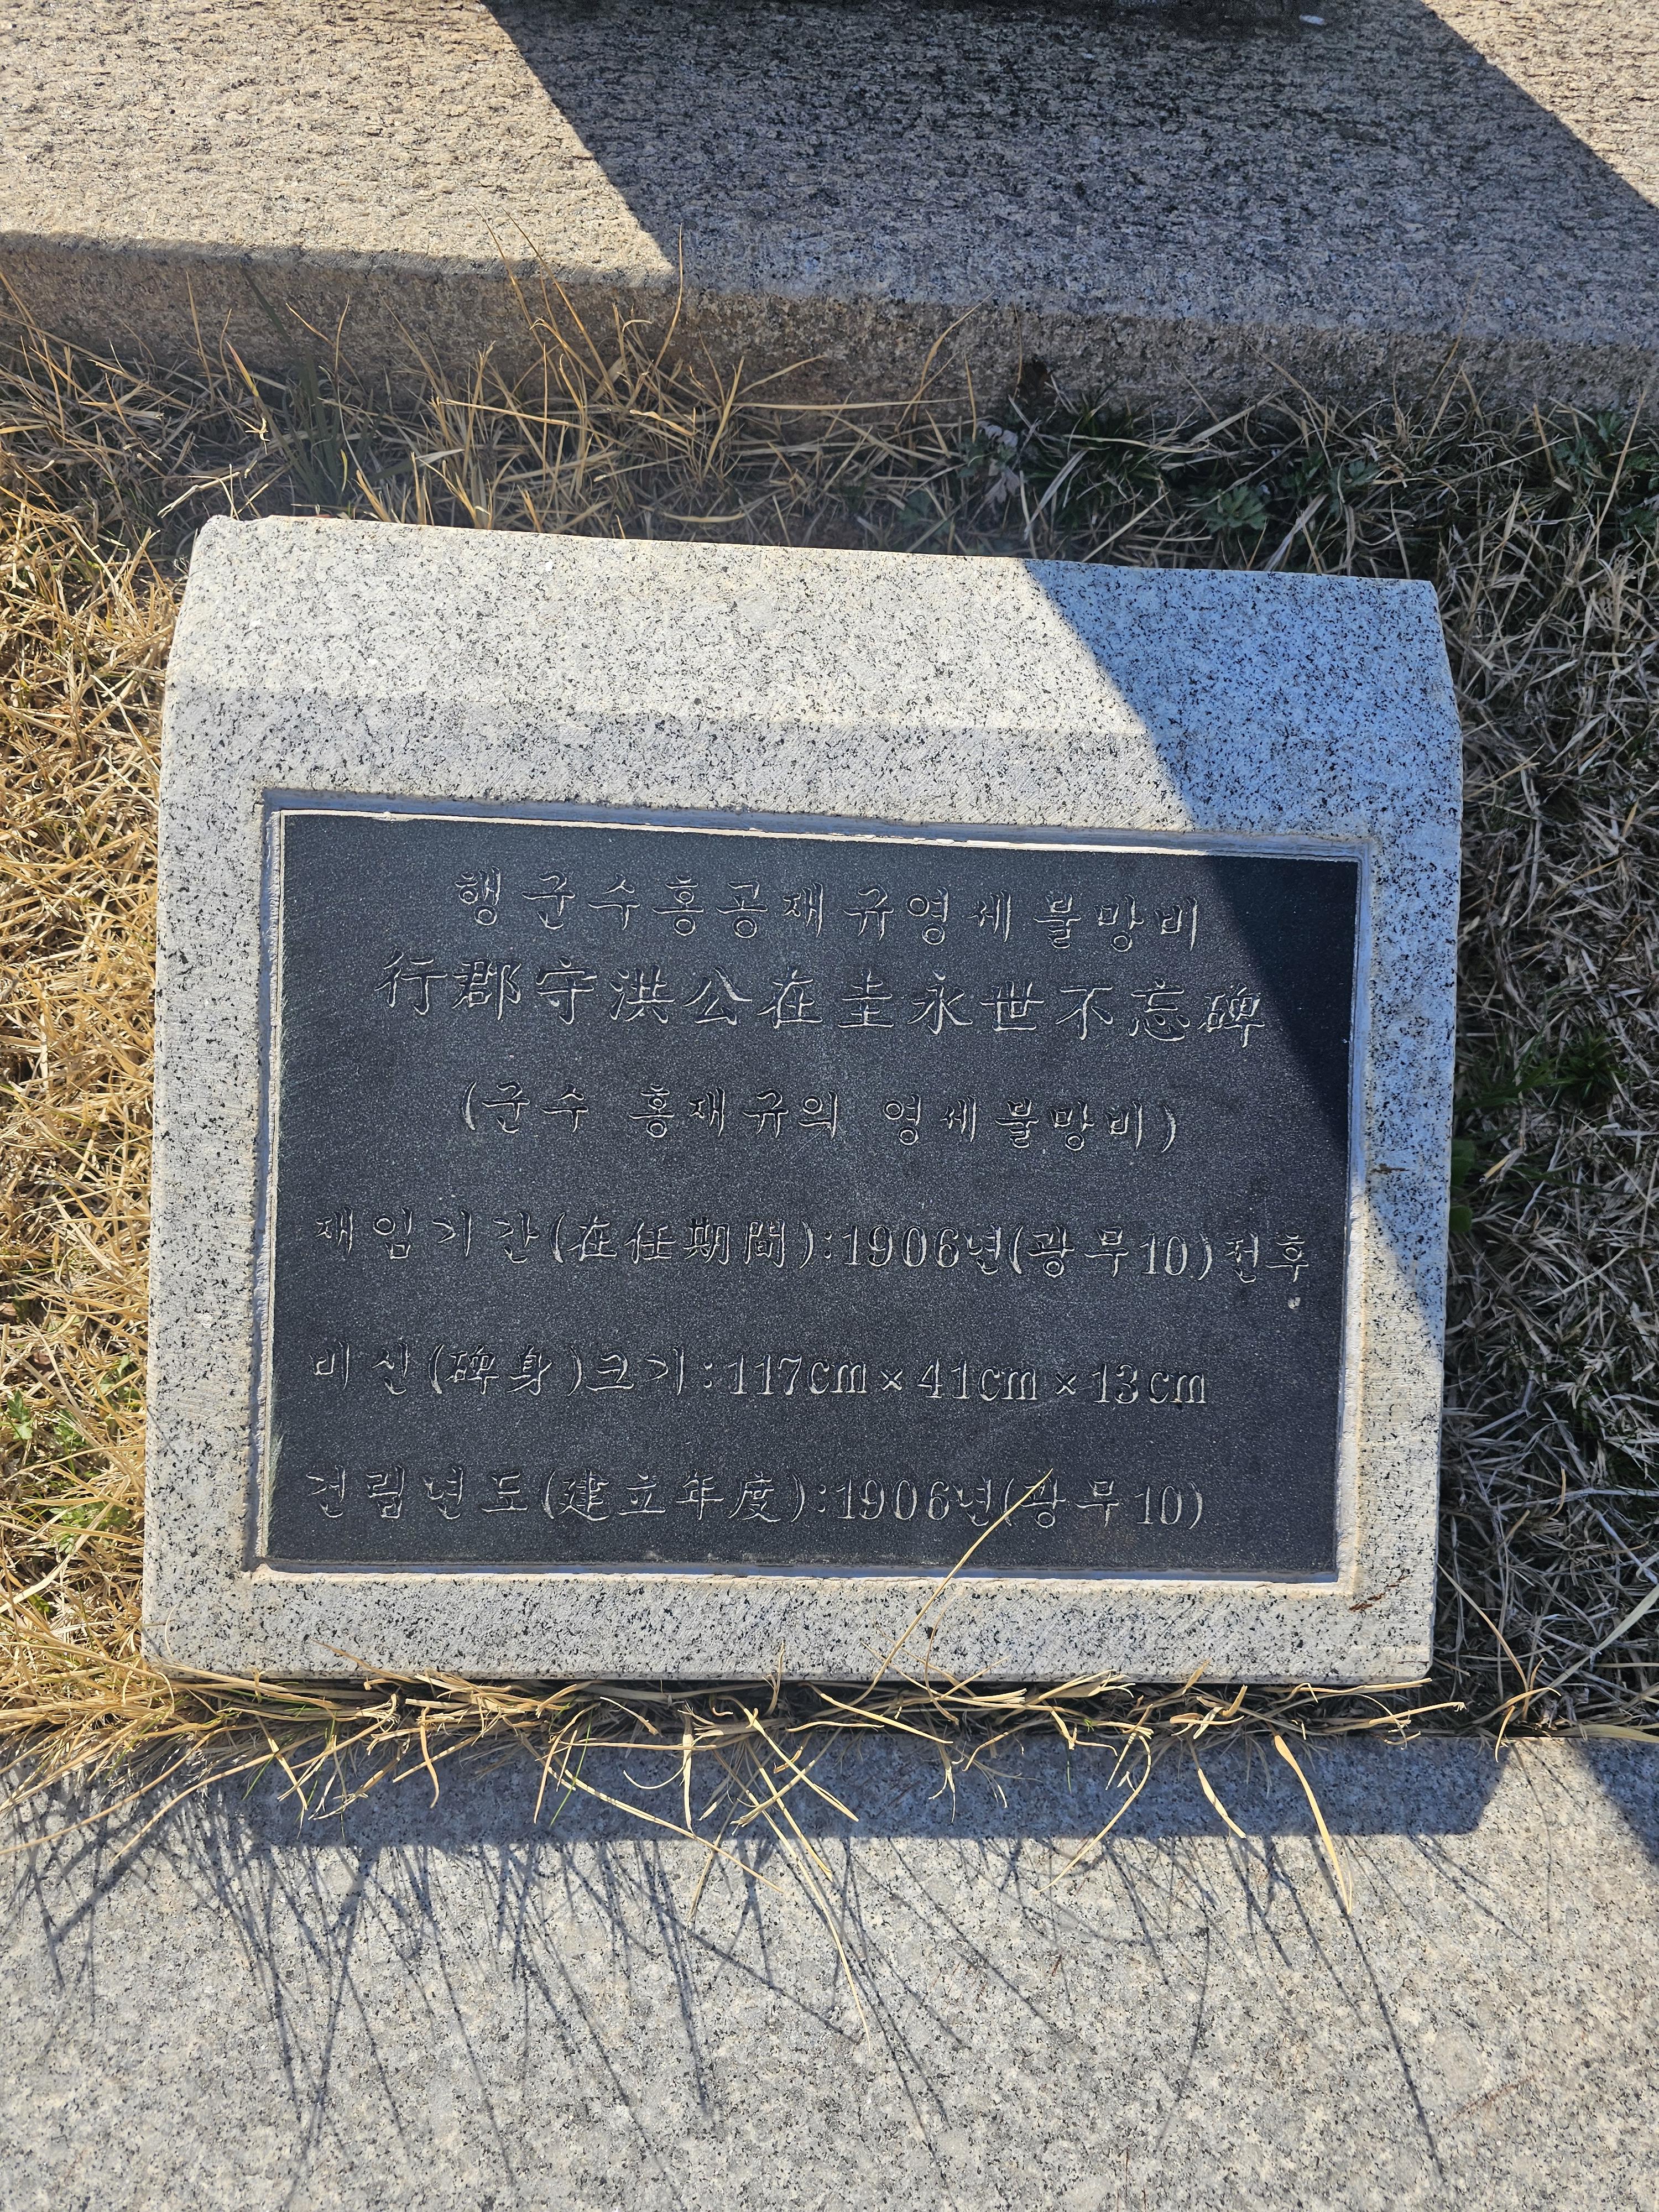 행군수홍공재규영세불망비
行郡守洪公在圭永世不忘碑
(군수 홍재규의 영세불망비)
재임기간(在任期間):1906년(광무10)전후
비신(碑身)크기:117cm×41cm×13cm
건립년도(建立年度):1906년(광무10)